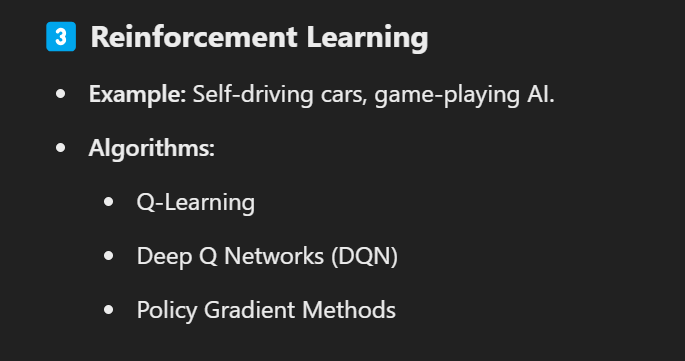 3️⃣ Reinforcement Learning
• Example: Self-driving cars, game-playing AI.
• Algorithms:
• Q-Learning
• Deep Q Networks (DQN)
• Policy Gradient Methods